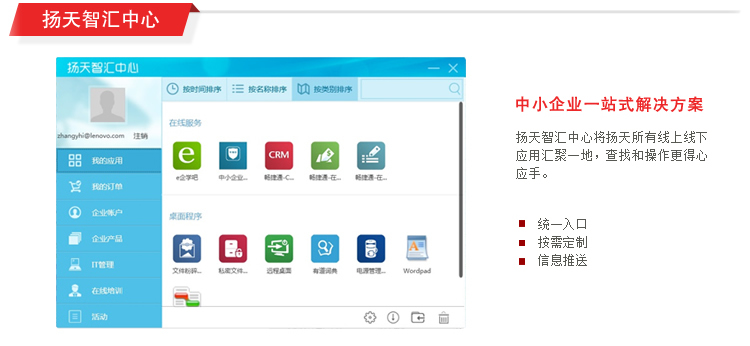 扬天智汇中心
扬天智汇中心
按时间排序
按名称排序
按类别排序
zhangyhi@lenovo.com 注销
我的应用
我的订单
企业帐户
企业产品
IT管理
在线培训
活动
在线服务
CRM
e企学吧
中小企业...
畅捷通-C...
畅捷通-在...
畅捷通-在...
桌面程序
文件粉碎...
私密文件...
远程桌面
有道词典
电源管理...
Wordpad
中小企业一站式解决方案
扬天智汇中心将扬天所有线上线下
应用汇聚一地，查找和操作更得心
应手。
统一入口
按需定制
信息推送